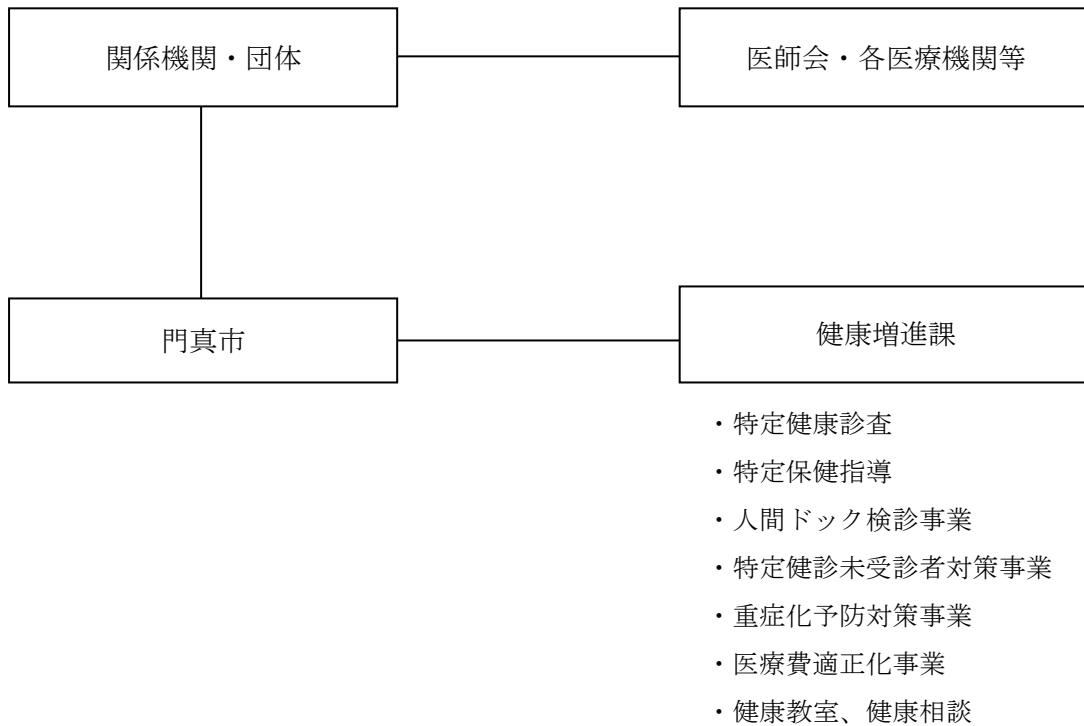 関係機関・団体
医師会・各医療機関等
門真市
健康増進課
・特定健康診査
・特定保健指導
・人間ドック検診事業
・特定健診未受診者対策事業
・重症化予防対策事業
・医療費適正化事業
・健康教室、健康相談